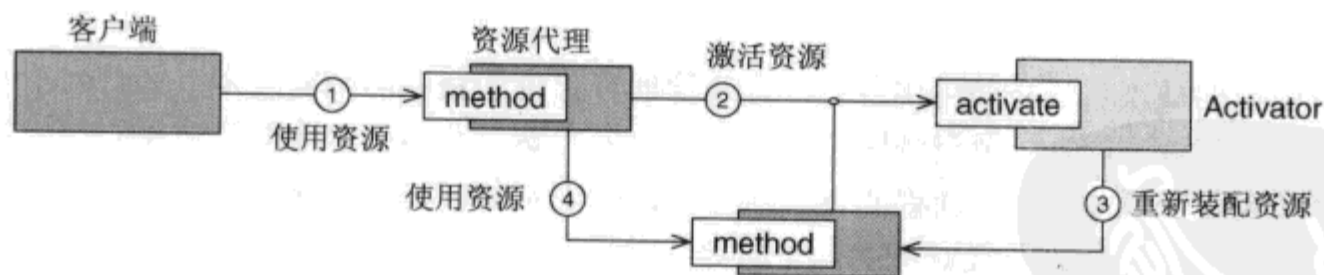 客户端
资源代理
激活资源
method
activate
Activator
①
②
使用资源
使用资源
④
③
重新装配资源
method